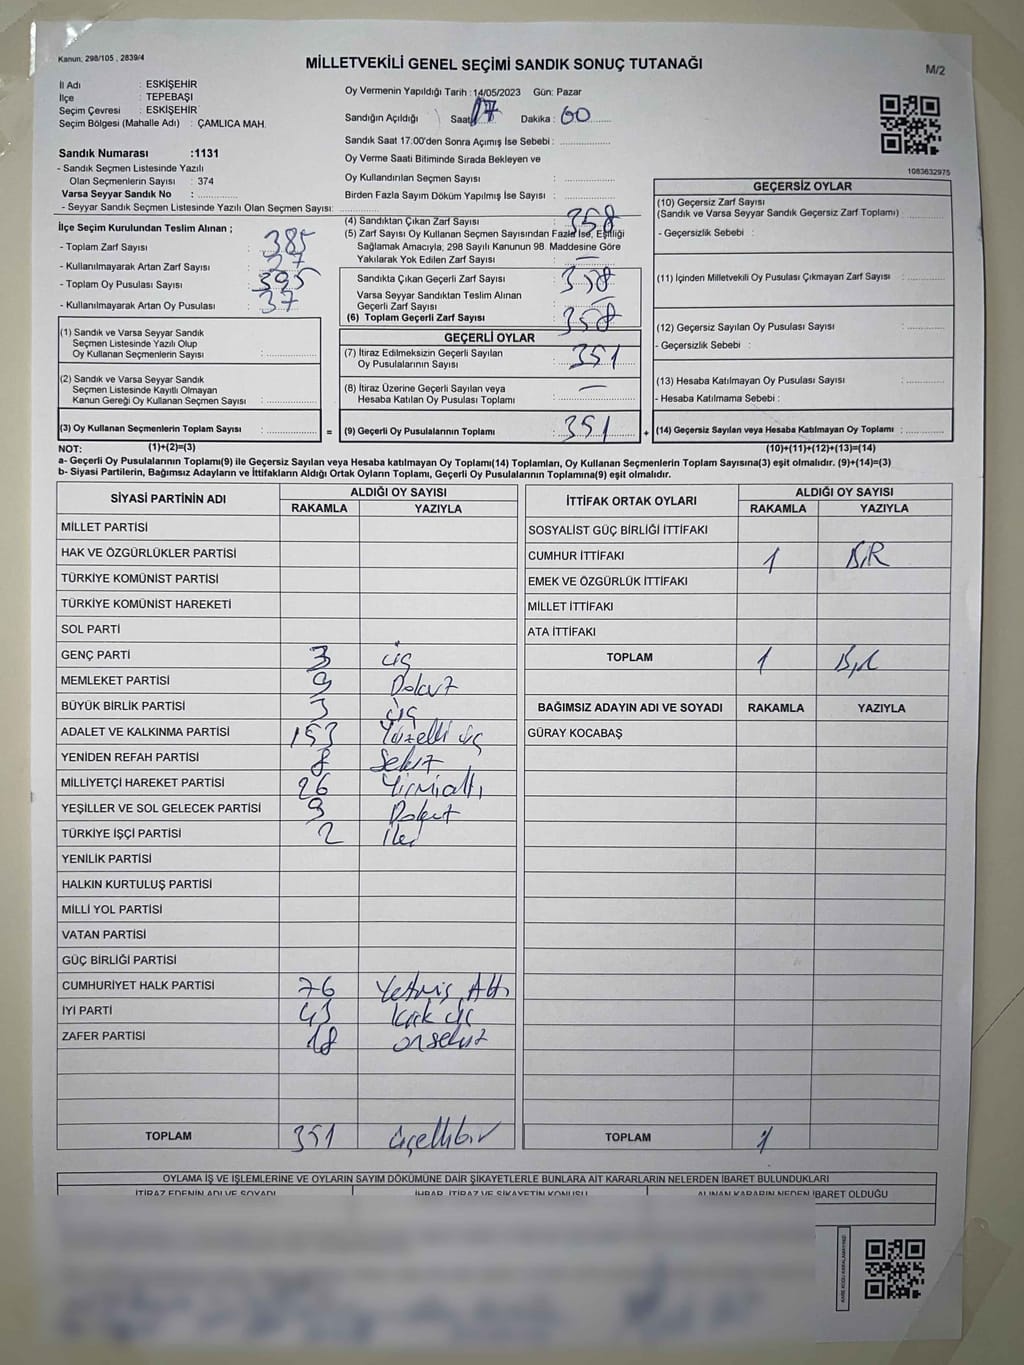 Kanun; 298/105 , 2839/4
MİLLETVEKİLİ GENEL SEÇİMİ SANDIK SONUÇ TUTANAĞI
M/2
İl Adı : ESKİŞEHİR
İlçe : TEPEBAŞI
Seçim Çevresi : ESKİŞEHİR
Seçim Bölgesi (Mahalle Adı) : ÇAMLICA MAH.
Sandık Numarası :1131
- Sandık Seçmen Listesinde Yazılı
Olan Seçmenlerin Sayısı : 374
Varsa Seyyar Sandık No :
- Seyyar Sandık Seçmen Listesinde Yazılı Olan Seçmen Sayısı:
Oy Vermenin Yapıldığı Tarih :14/05/2023 Gün: Pazar
Sandığın Açıldığı Saat 17 Dakika : 00
Sandık Saat 17:00'den Sonra Açımış İse Sebebi :
Oy Verme Saati Bitiminde Sırada Bekleyen ve
Oy Kullandırılan Seçmen Sayısı :
Birden Fazla Sayım Döküm Yapılmış İse Sayısı :
1083632975
İlçe Seçim Kurulundan Teslim Alınan ;
- Toplam Zarf Sayısı : 385
- Kullanılmayarak Artan Zarf Sayısı : 27
- Toplam Oy Pusulası Sayısı : 395
- Kullanılmayarak Artan Oy Pusulası : 37
(4) Sandıktan Çıkan Zarf Sayısı : 358
(5) Zarf Sayısı Oy Kullanan Seçmen Sayısından Fazla İse, Eşitliği
Sağlamak Amacıyla; 298 Sayılı Kanunun 98. Maddesine Göre
Yakılarak Yok Edilen Zarf Sayısı : —
Sandıkta Çıkan Geçerli Zarf Sayısı : 358
Varsa Seyyar Sandıktan Teslim Alınan
Geçerli Zarf Sayısı : —
(6) Toplam Geçerli Zarf Sayısı : 358
GEÇERSİZ OYLAR
(10) Geçersiz Zarf Sayısı
(Sandık ve Varsa Seyyar Sandık Geçersiz Zarf Toplamı) :
- Geçersizlik Sebebi :
(11) İçinden Milletvekili Oy Pusulası Çıkmayan Zarf Sayısı :
(12) Geçersiz Sayılan Oy Pusulası Sayısı :
- Geçersizlik Sebebi :
(13) Hesaba Katılmayan Oy Pusulası Sayısı :
- Hesaba Katılmama Sebebi :
(14) Geçersiz Sayılan veya Hesaba Katılmayan Oy Toplamı :
(1) Sandık ve Varsa Seyyar Sandık
Seçmen Listesinde Yazılı Olup
Oy Kullanan Seçmenlerin Sayısı :
(2) Sandık ve Varsa Seyyar Sandık
Seçmen Listesinde Kayıtlı Olmayan
Kanun Gereği Oy Kullanan Seçmen Sayısı :
(3) Oy Kullanan Seçmenlerin Toplam Sayısı : =
GEÇERLİ OYLAR
(7) İtiraz Edilmeksizin Geçerli Sayılan
Oy Pusulalarının Sayısı : 351
(8) İtiraz Üzerine Geçerli Sayılan veya
Hesaba Katılan Oy Pusulası Toplamı : —
(9) Geçerli Oy Pusulalarının Toplamı : 351 +
NOT: (1)+(2)=(3) (10)+(11)+(12)+(13)=(14)
a- Geçerli Oy Pusulalarının Toplamı(9) ile Geçersiz Sayılan veya Hesaba katılmayan Oy Toplamı(14) Toplamları, Oy Kullanan Seçmenlerin Toplam Sayısına(3) eşit olmalıdır. (9)+(14)=(3)
b- Siyasi Partilerin, Bağımsız Adayların ve İttifakların Aldığı Ortak Oyların Toplamı, Geçerli Oy Pusulalarının Toplamına(9) eşit olmalıdır.
SİYASİ PARTİNİN ADI ALDIĞI OY SAYISI
RAKAMLA YAZIYLA
MİLLET PARTİSİ
HAK VE ÖZGÜRLÜKLER PARTİSİ
TÜRKİYE KOMÜNİST PARTİSİ
TÜRKİYE KOMÜNİST HAREKETİ
SOL PARTİ
GENÇ PARTİ 3 üç
MEMLEKET PARTİSİ 9 Dokuz
BÜYÜK BİRLİK PARTİSİ 3 üç
ADALET VE KALKINMA PARTİSİ 153 Yüzelli üç
YENİDEN REFAH PARTİSİ 8 Sekiz
MİLLİYETÇİ HAREKET PARTİSİ 26 Yirmialtı
YEŞİLLER VE SOL GELECEK PARTİSİ 9 Dokuz
TÜRKİYE İŞÇİ PARTİSİ 2 iki
YENİLİK PARTİSİ
HALKIN KURTULUŞ PARTİSİ
MİLLİ YOL PARTİSİ
VATAN PARTİSİ
GÜÇ BİRLİĞİ PARTİSİ
CUMHURİYET HALK PARTİSİ 76 Yetmiş Altı
İYİ PARTİ 43 Kırk üç
ZAFER PARTİSİ 18 onsekiz
TOPLAM 351 üçellibir
İTTİFAK ORTAK OYLARI ALDIĞI OY SAYISI
RAKAMLA YAZIYLA
SOSYALİST GÜÇ BİRLİĞİ İTTİFAKI
CUMHUR İTTİFAKI 1 BİR
EMEK VE ÖZGÜRLÜK İTTİFAKI
MİLLET İTTİFAKI
ATA İTTİFAKI
TOPLAM 1 Bir
BAĞIMSIZ ADAYIN ADI VE SOYADI RAKAMLA YAZIYLA
GÜRAY KOCABAŞ
TOPLAM 1
OYLAMA İŞ VE İŞLEMLERİNE VE OYLARIN SAYIM DÖKÜMÜNE DAİR ŞİKAYETLERLE BUNLARA AİT KARARLARIN NELERDEN İBARET BULUNDUKLARI
İTİRAZ EDENİN ADI VE SOYADI İHBAR, İTİRAZ VE ŞİKAYETİN KONUSU ALINAN KARARIN NEDEN İBARET OLDUĞU